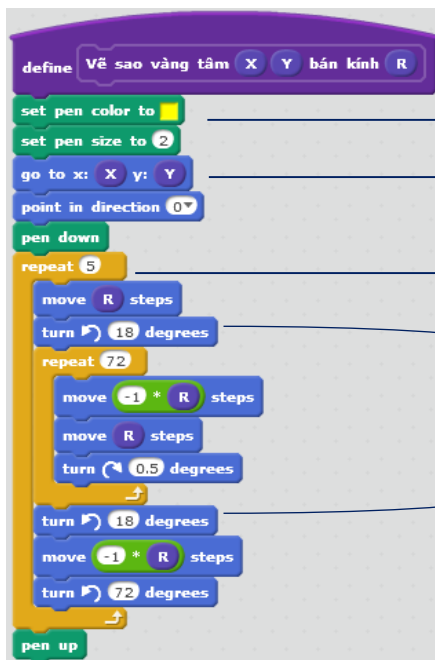 define Vẽ sao vàng tâm X Y bán kính R
set pen color to
set pen size to 2
go to x: X y: Y
point in direction 0
pen down
repeat 5
move R steps
turn 18 degrees
repeat 72
move -1 * R steps
move R steps
turn 0.5 degrees
turn 18 degrees
move -1 * R steps
turn 72 degrees
pen up